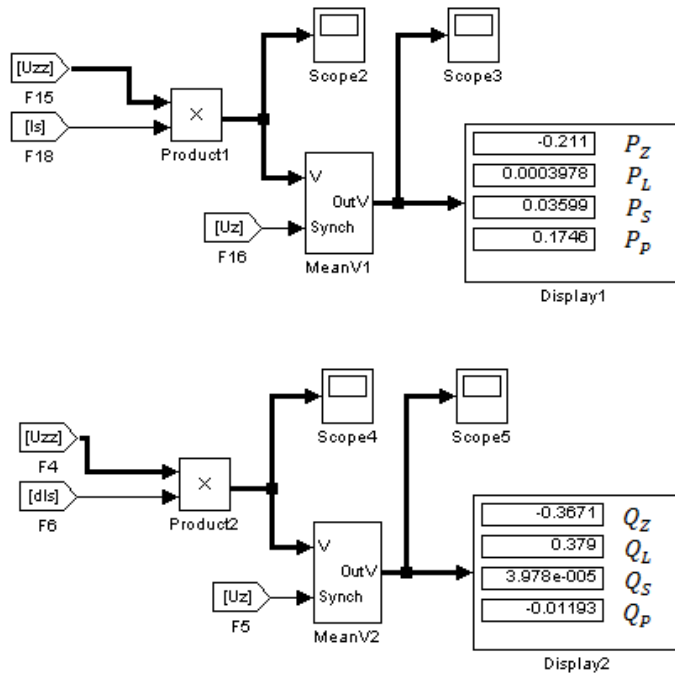 [Uzz]
F15
[Is]
F18
×
Product1
Scope2
Scope3
[Uz]
F16
V
OutV
Synch
MeanV1
-0.211 P_Z
0.0003978 P_L
0.03599 P_S
0.1746 P_P
Display1
[Uzz]
F4
[dIs]
F6
×
Product2
Scope4
Scope5
[Uz]
F5
V
OutV
Synch
MeanV2
-0.3671 Q_Z
0.379 Q_L
3.978e-005 Q_S
-0.01193 Q_P
Display2